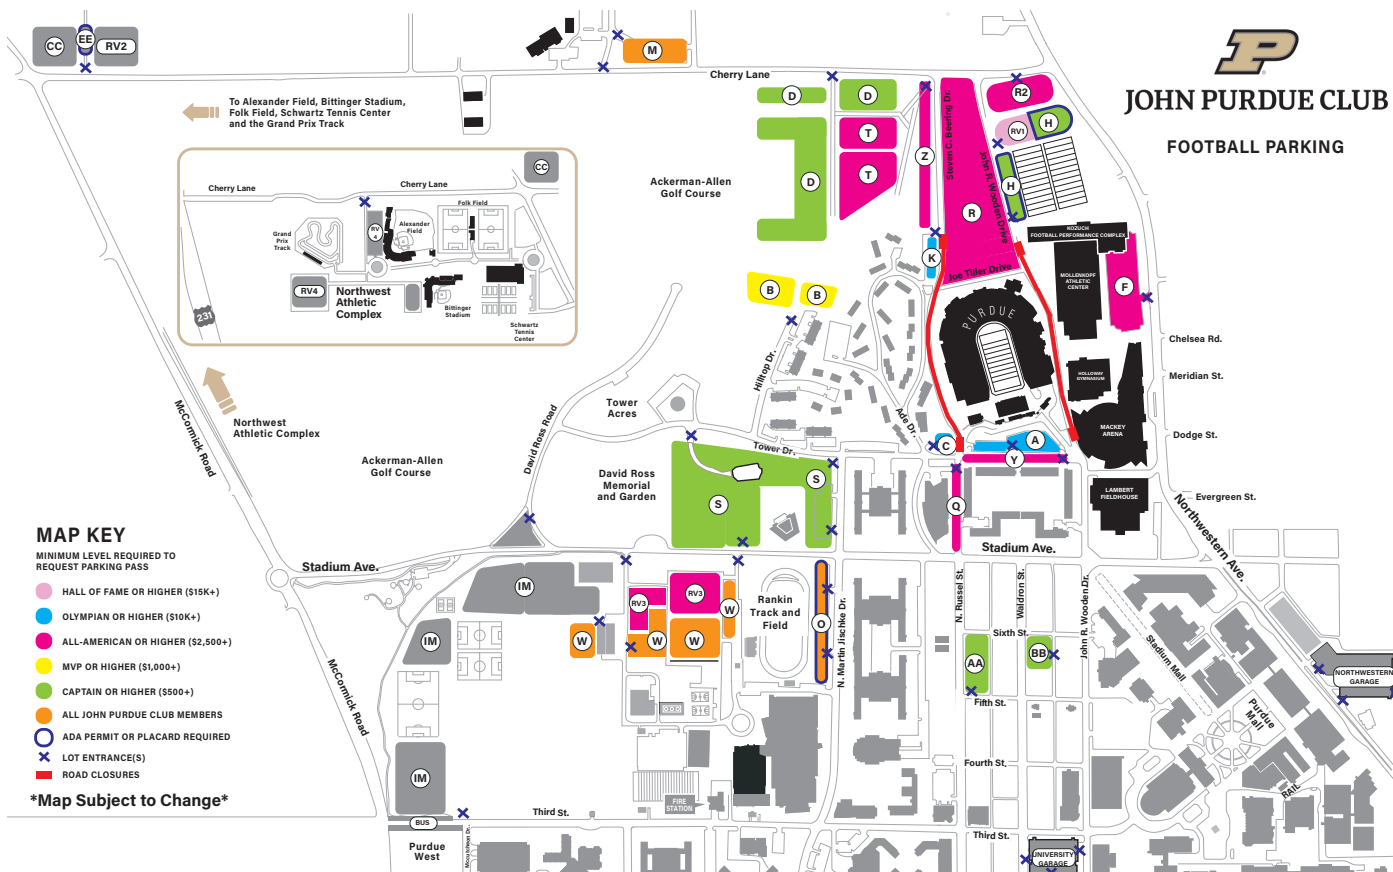 CC
EE
RV2
M
Cherry Lane
To Alexander Field, Bittinger Stadium,
Folk Field, Schwartz Tennis Center
and the Grand Prix Track
P
JOHN PURDUE CLUB
FOOTBALL PARKING
D
D
D
T
T
Z
R
Steven C. Beering Dr.
John R. Wooden Drive
R2
RV1
H
H
K
Joe Tiller Drive
KOZUCH
FOOTBALL PERFORMANCE COMPLEX
MOLLENKOPF
ATHLETIC
CENTER
F
Ackerman-Allen
Golf Course
CC
Cherry Lane
Cherry Lane
Folk Field
Grand
Prix
Track
RV
4
Alexander
Field
RV4
Northwest
Athletic
Complex
Bittinger
Stadium
Schwartz
Tennis
Center
231
B
B
PURDUE
Chelsea Rd.
HOLLOWAY
GYMNASIUM
Meridian St.
MACKEY
ARENA
Dodge St.
Hilltop Dr.
Ade Dr.
Tower
Acres
McCormick Road
Northwest
Athletic Complex
David Ross Road
Ackerman-Allen
Golf Course
Tower Dr.
David Ross
Memorial
and Garden
S
S
C
A
Y
Q
LAMBERT
FIELDHOUSE
Evergreen St.
Northwestern Ave.
Stadium Ave.
Stadium Ave.
MAP KEY
MINIMUM LEVEL REQUIRED TO
REQUEST PARKING PASS
HALL OF FAME OR HIGHER ($15K+)
OLYMPIAN OR HIGHER ($10K+)
ALL-AMERICAN OR HIGHER ($2,500+)
MVP OR HIGHER ($1,000+)
CAPTAIN OR HIGHER ($500+)
ALL JOHN PURDUE CLUB MEMBERS
ADA PERMIT OR PLACARD REQUIRED
LOT ENTRANCE(S)
ROAD CLOSURES
*Map Subject to Change*
IM
IM
IM
RV3
RV3
W
W
W
W
Rankin
Track and
Field
O
N. Martin Jischke Dr.
N. Russel St.
Waldron St.
John R. Wooden Dr.
Sixth St.
AA
BB
Fifth St.
Fourth St.
Stadium Mall
Purdue
Mall
NORTHWESTERN
GARAGE
RAIL
McCormick Road
FIRE
STATION
Third St.
Third St.
BUS
Purdue
West
McCutcheon Dr.
UNIVERSITY
GARAGE